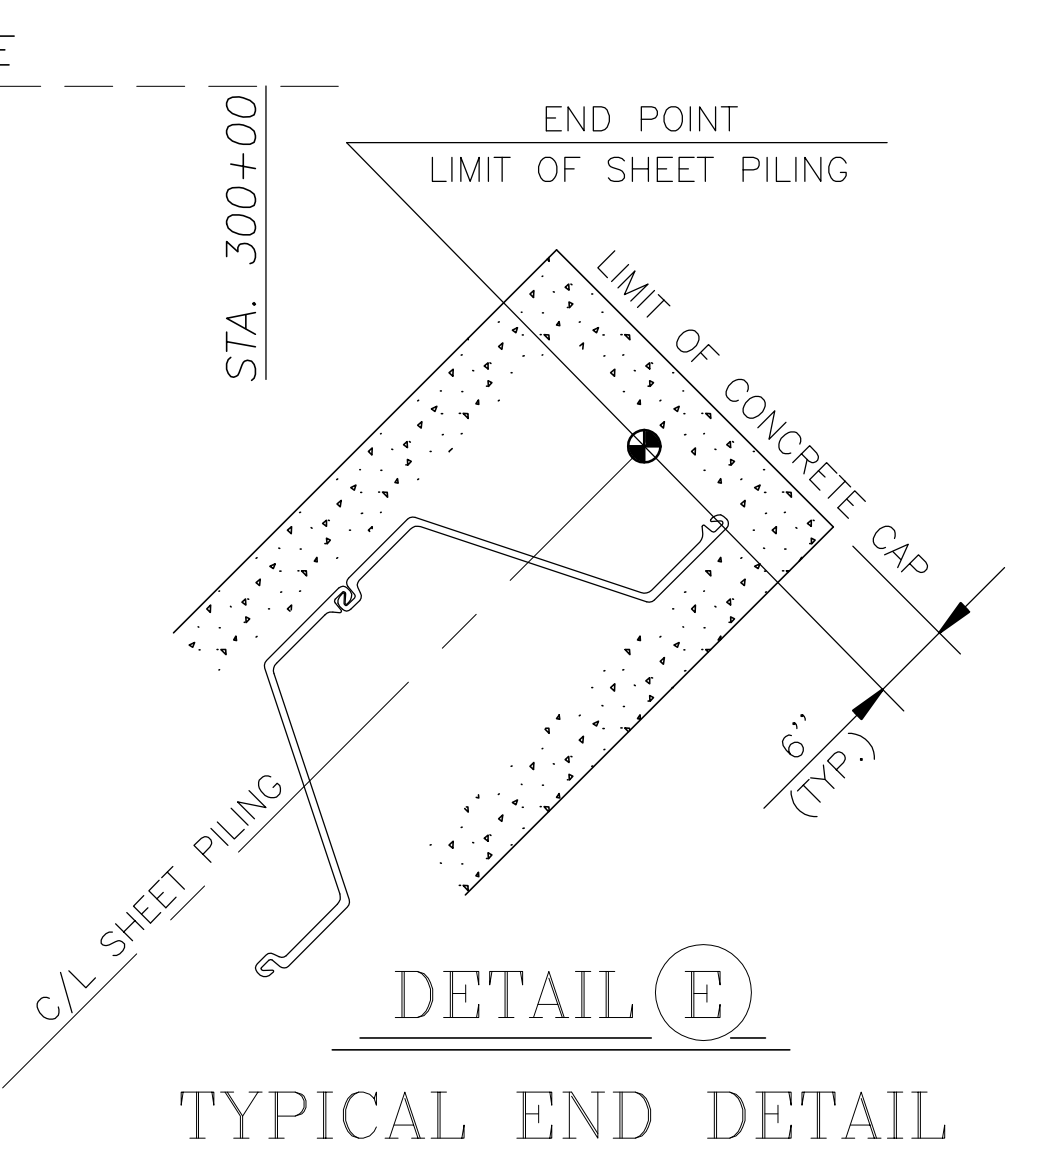 E
STA. 300+00
END POINT
LIMIT OF SHEET PILING
LIMIT OF CONCRETE CAP
6''
(TYP.)
C/L SHEET PILING
DETAIL E
TYPICAL END DETAIL